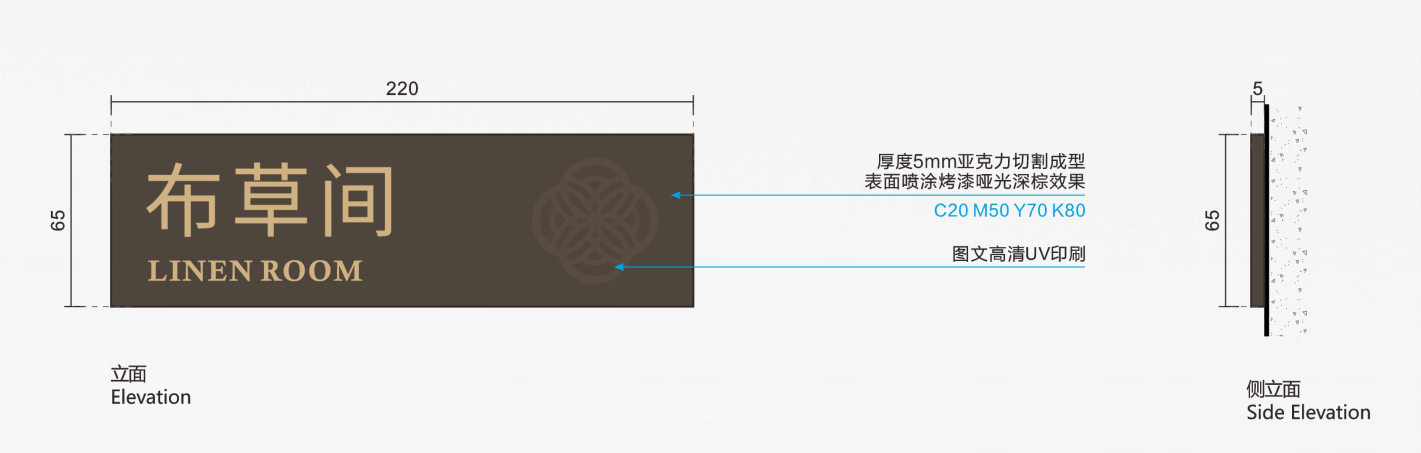 220
5
65
布草间
LINEN ROOM
厚度5mm亚克力切割成型
表面喷涂烤漆哑光深棕效果
C20 M50 Y70 K80
图文高清UV印刷
65
立面
Elevation
侧立面
Side Elevation